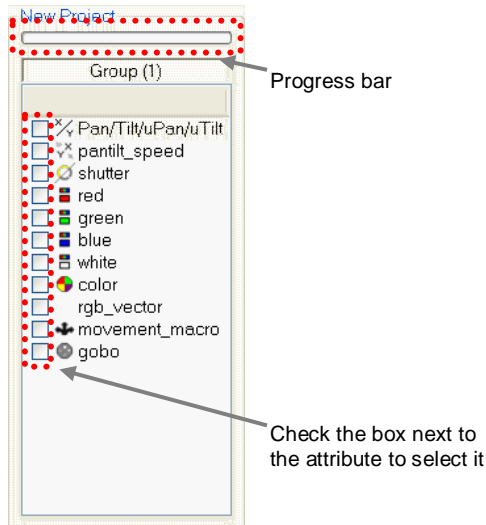 New Project
Group (1)
Progress bar
Pan/Tilt/uPan/uTilt
pantilt_speed
shutter
red
green
blue
white
color
rgb_vector
movement_macro
gobo
Check the box next to
the attribute to select it